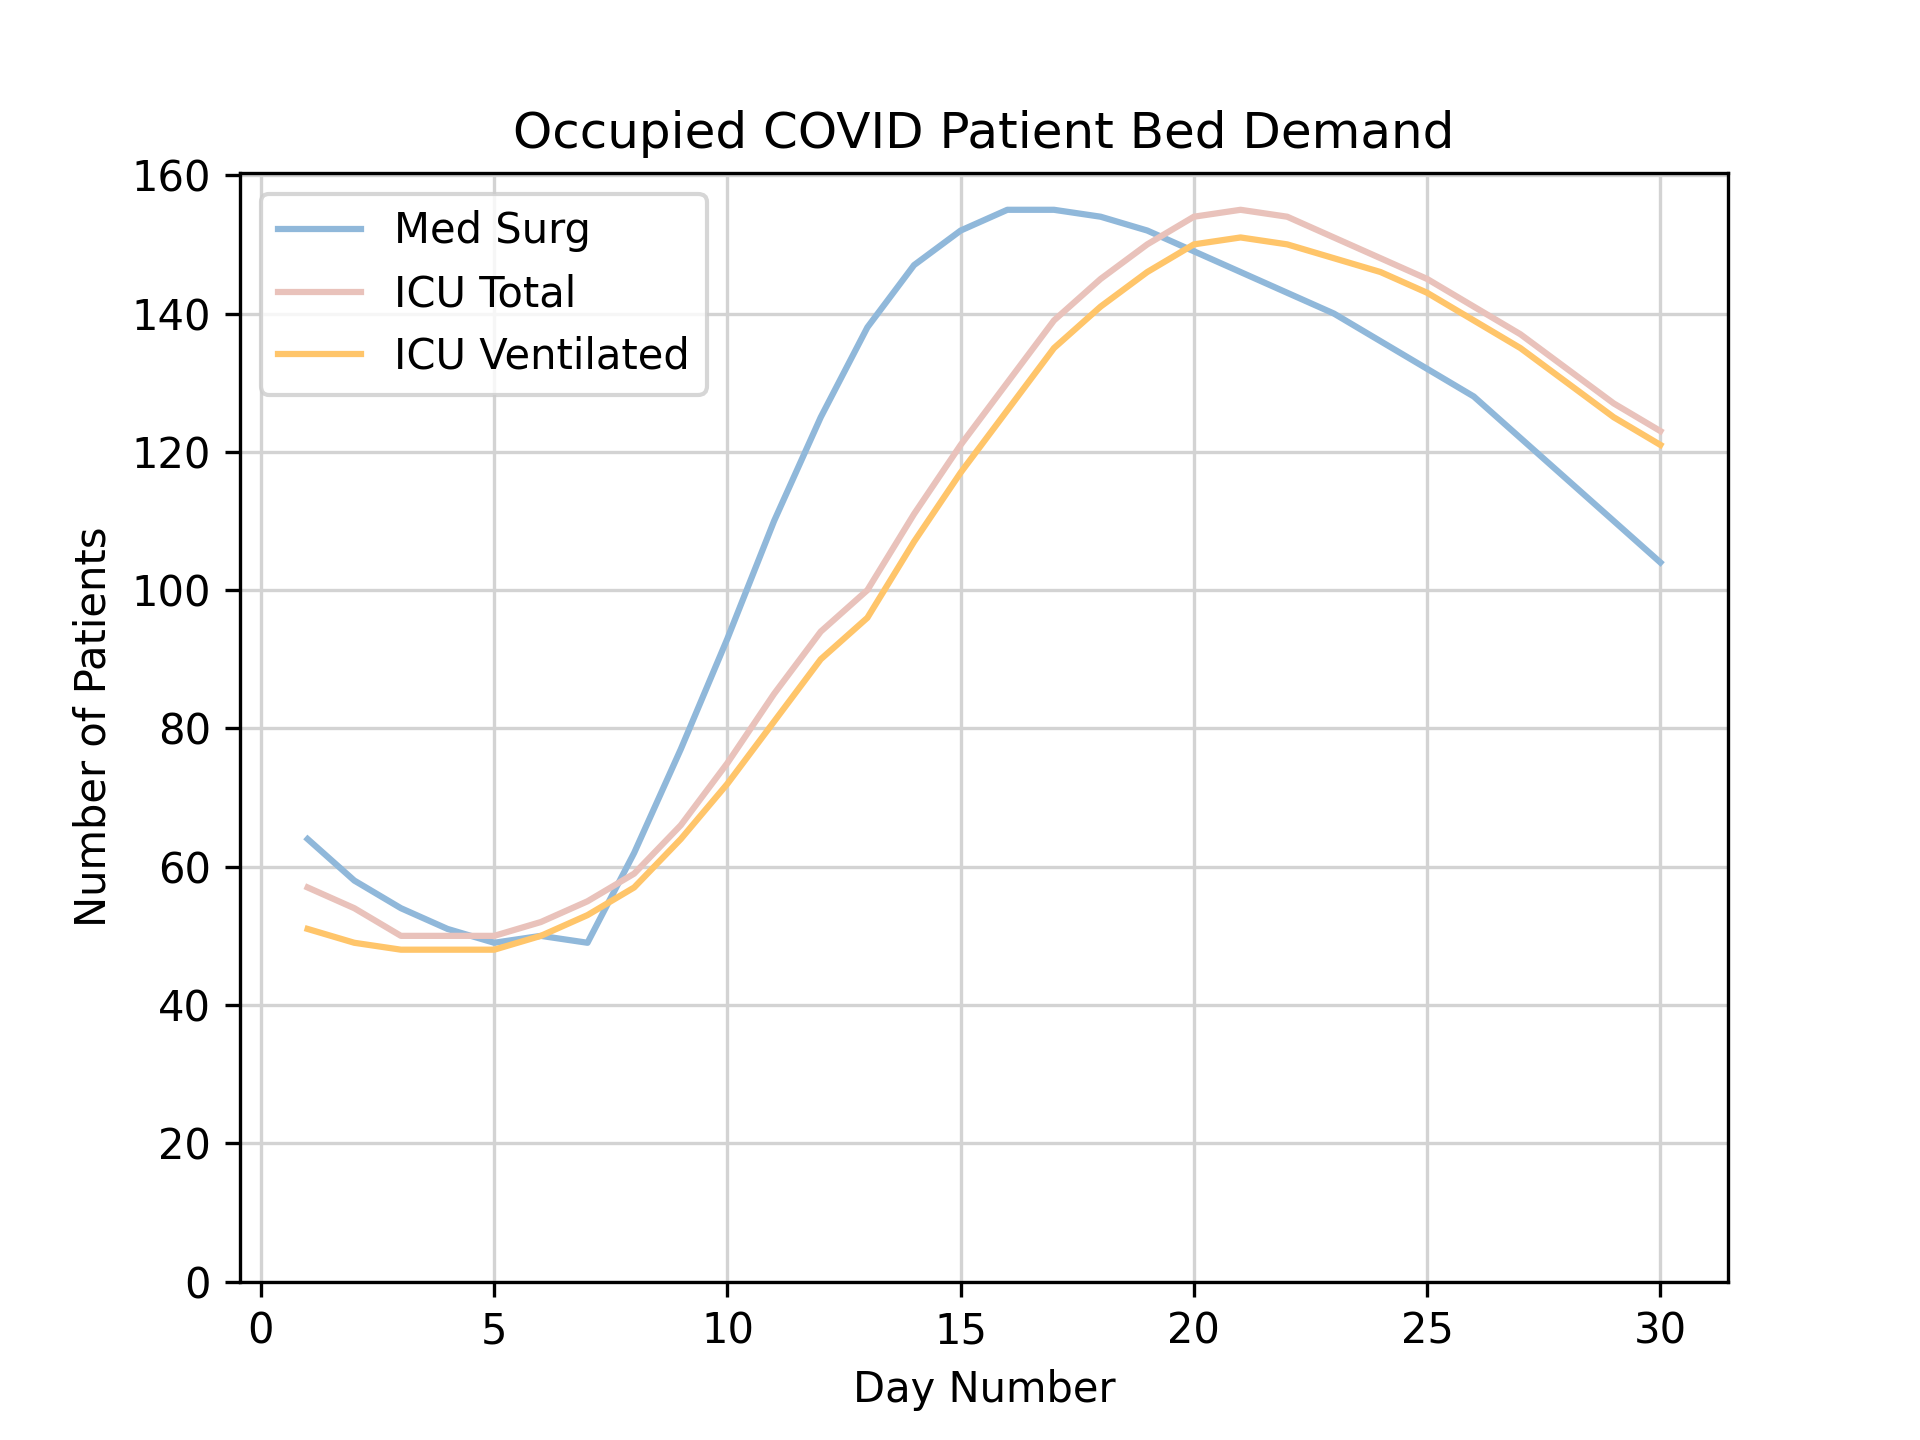 Occupied COVID Patient Bed Demand
160
140
120
100
80
60
40
20
0
Number of Patients
Med Surg
ICU Total
ICU Ventilated
0 5 10 15 20 25 30
Day Number